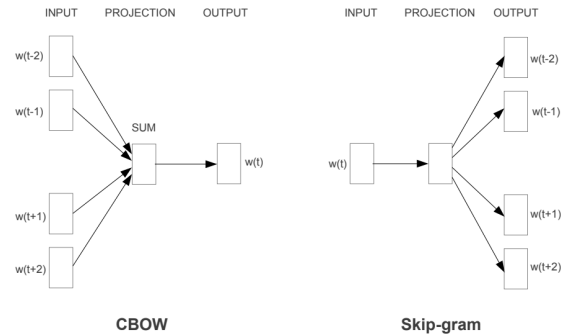 INPUT PROJECTION OUTPUT
w(t-2)
w(t-1)
SUM
w(t)
w(t+1)
w(t+2)
CBOW
INPUT PROJECTION OUTPUT
w(t-2)
w(t-1)
w(t)
w(t+1)
w(t+2)
Skip-gram